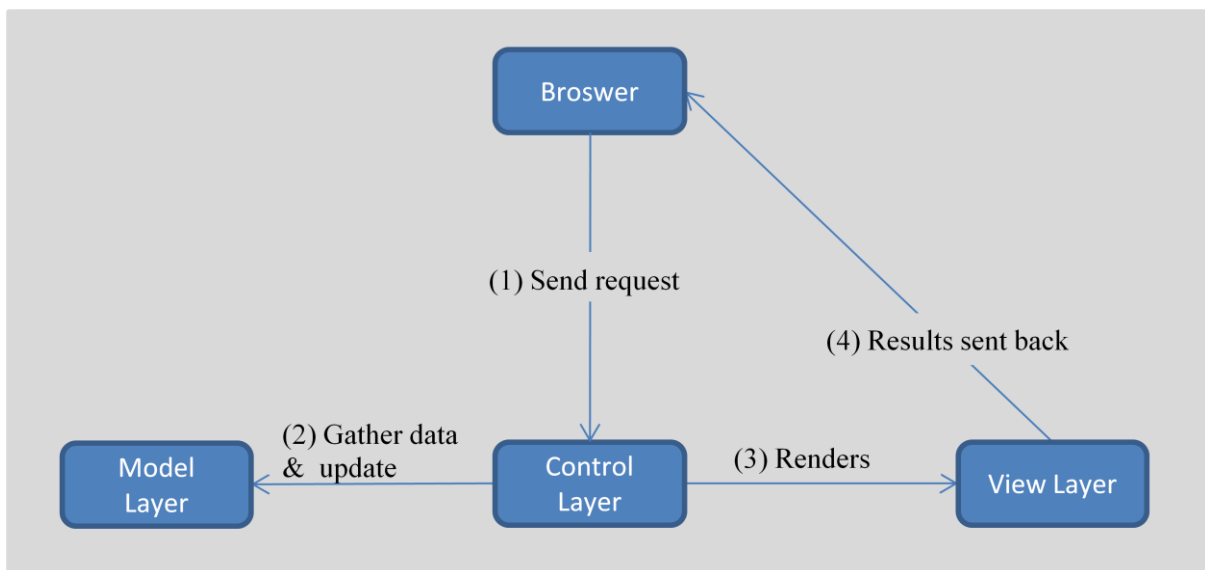 Broswer
(1) Send request
(4) Results sent back
(2) Gather data
& update
Model
Layer
Control
Layer
(3) Renders
View Layer